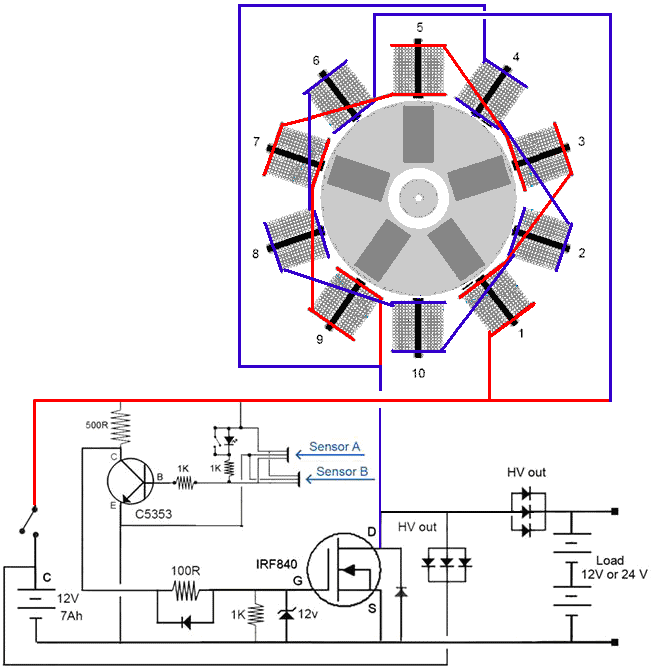 5
6
4
7
3
8
2
9
1
10
500R
C
Sensor A
1K
1K
B
Sensor B
E
C5353
HV out
D
HV out
IRF840
C
100R
G
Load
12V or 24 V
12V
7Ah
1K
12v
S